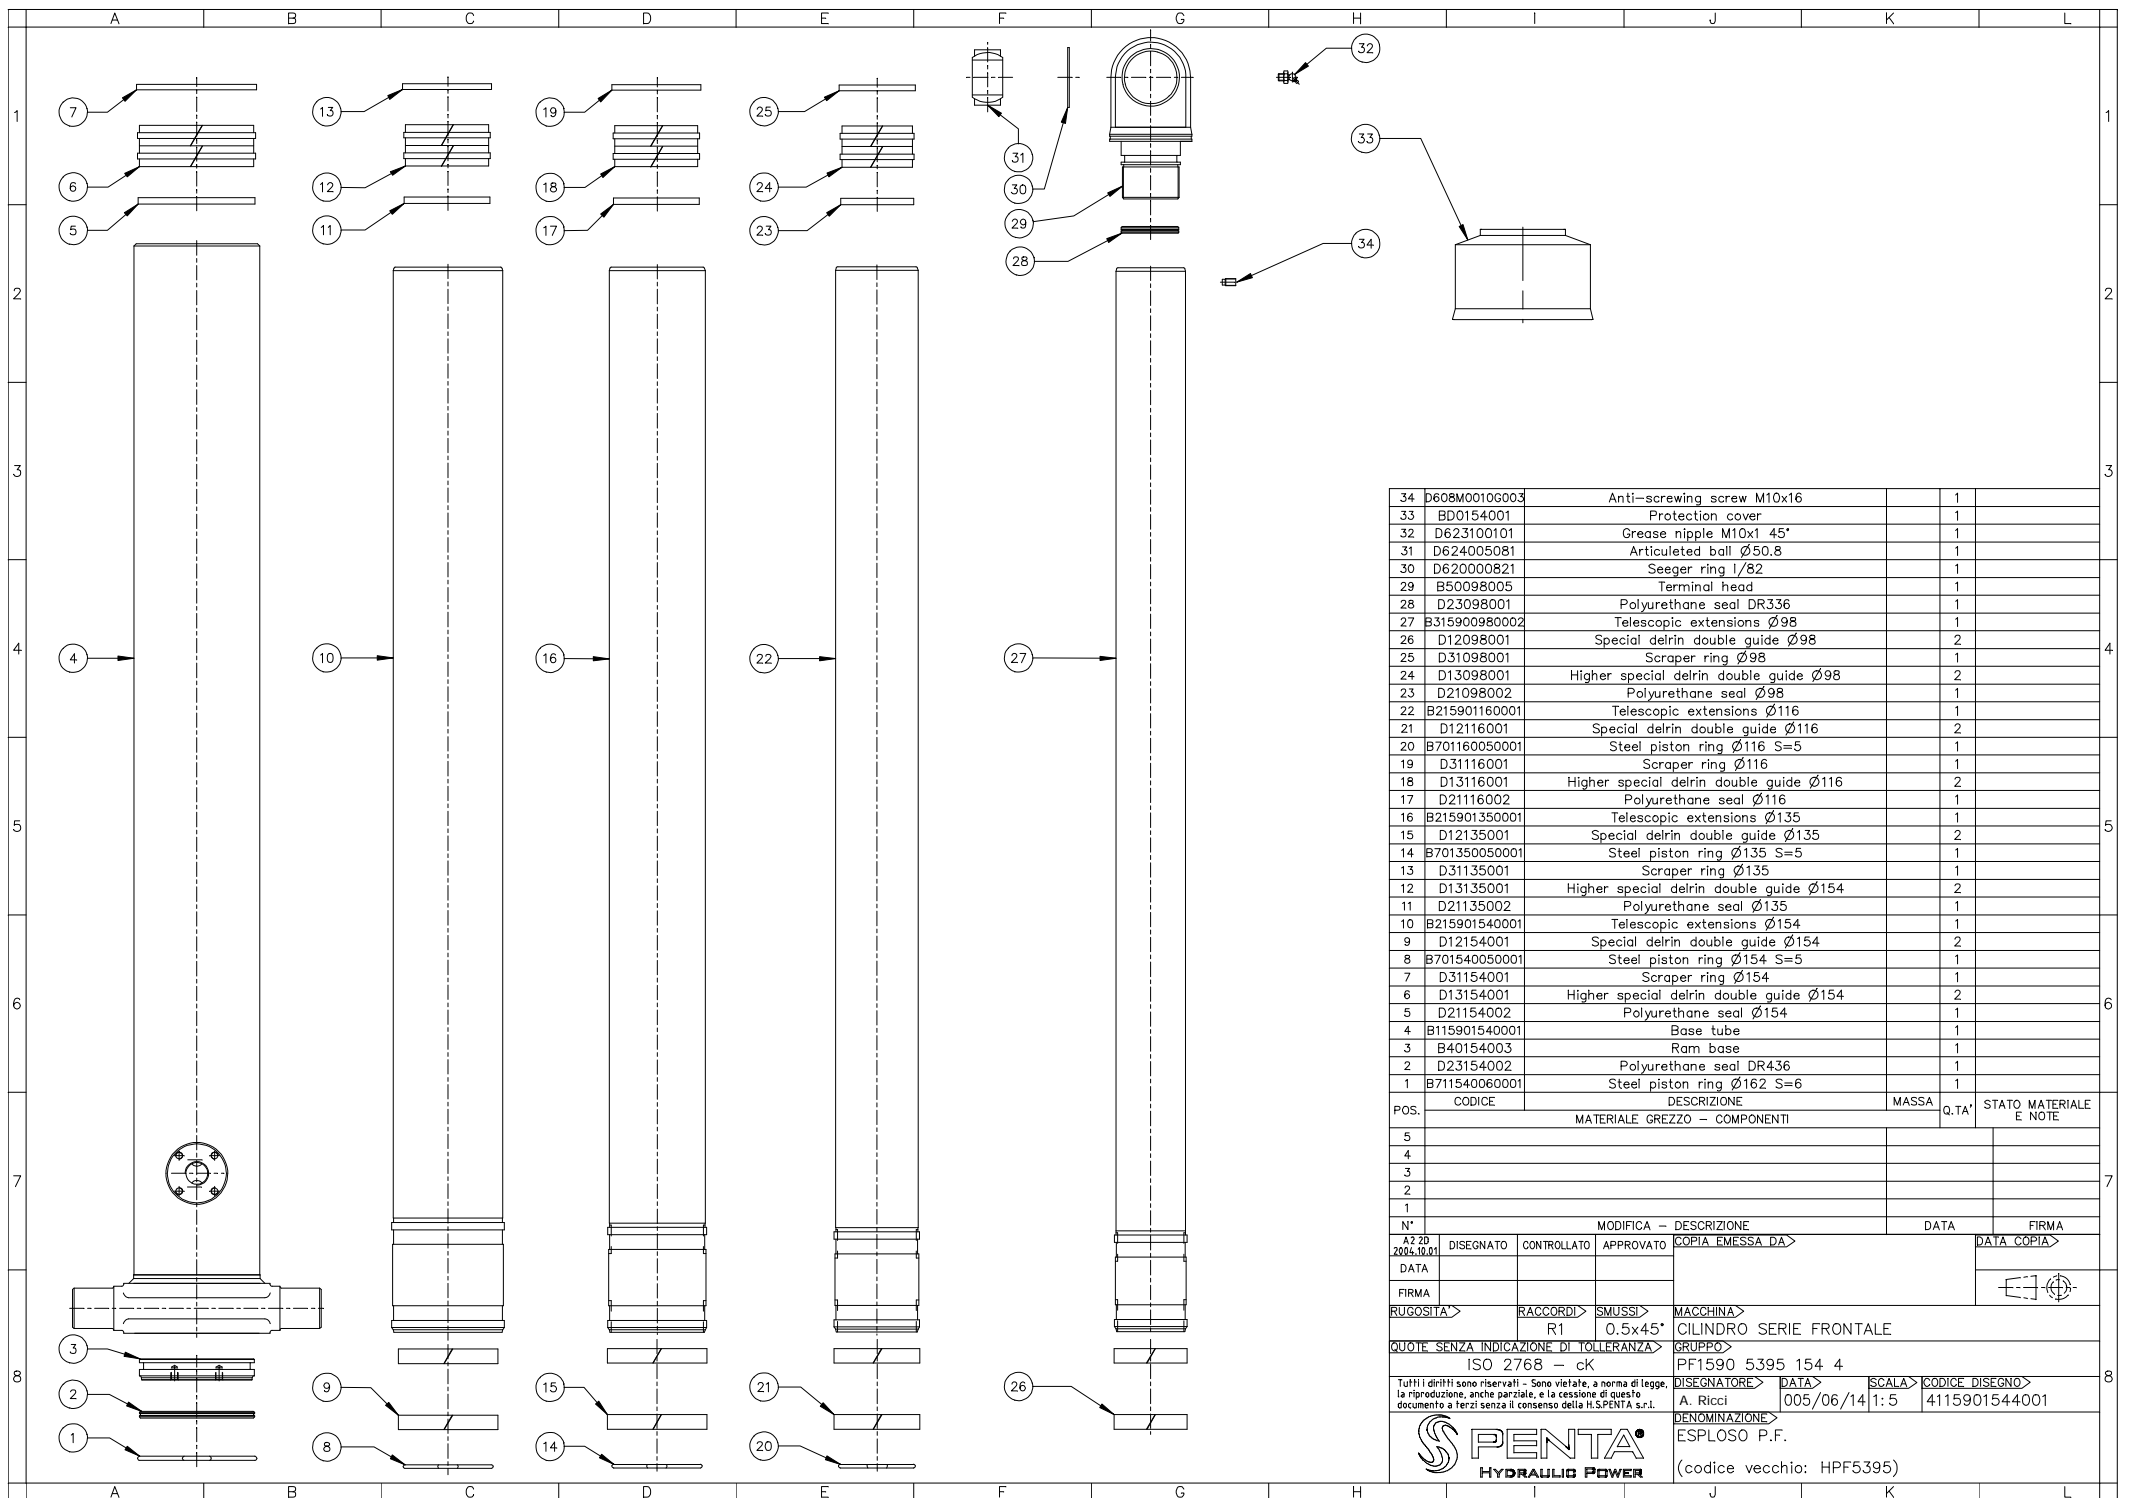 A B C D E F G H I J K L
1 1
2 2
3 3
4 4
5 5
6 6
7 7
8 8
7
6
5
4
3
2
1
13
12
11
10
9
8
19
18
17
16
15
14
25
24
23
22
21
20
31
30
29
28
27
26
32
33
34
34 D608M0010G003 Anti-screwing screw M10x16 1
33 BD0154001 Protection cover 1
32 D623100101 Grease nipple M10x1 45° 1
31 D624005081 Articuleted ball Ø50.8 1
30 D620000821 Seeger ring I/82 1
29 B50098005 Terminal head 1
28 D23098001 Polyurethane seal DR336 1
27 B315900980002 Telescopic extensions Ø98 1
26 D12098001 Special delrin double guide Ø98 2
25 D31098001 Scraper ring Ø98 1
24 D13098001 Higher special delrin double guide Ø98 2
23 D21098002 Polyurethane seal Ø98 1
22 B215901160001 Telescopic extensions Ø116 1
21 D12116001 Special delrin double guide Ø116 2
20 B701160050001 Steel piston ring Ø116 S=5 1
19 D31116001 Scraper ring Ø116 1
18 D13116001 Higher special delrin double guide Ø116 2
17 D21116002 Polyurethane seal Ø116 1
16 B215901350001 Telescopic extensions Ø135 1
15 D12135001 Special delrin double guide Ø135 2
14 B701350050001 Steel piston ring Ø135 S=5 1
13 D31135001 Scraper ring Ø135 1
12 D13135001 Higher special delrin double guide Ø154 2
11 D21135002 Polyurethane seal Ø135 1
10 B215901540001 Telescopic extensions Ø154 1
9 D12154001 Special delrin double guide Ø154 2
8 B701540050001 Steel piston ring Ø154 S=5 1
7 D31154001 Scraper ring Ø154 1
6 D13154001 Higher special delrin double guide Ø154 2
5 D21154002 Polyurethane seal Ø154 1
4 B115901540001 Base tube 1
3 B40154003 Ram base 1
2 D23154002 Polyurethane seal DR436 1
1 B711540060001 Steel piston ring Ø162 S=6 1
POS. CODICE DESCRIZIONE MASSA Q.TA' STATO MATERIALE E NOTE
MATERIALE GREZZO - COMPONENTI
5
4
3
2
1
N° MODIFICA - DESCRIZIONE DATA FIRMA
A2 2D
2004.10.01
DISEGNATO CONTROLLATO APPROVATO COPIA EMESSA DA DATA COPIA
DATA
FIRMA
RUGOSITA' RACCORDI SMUSSI MACCHINA
R1 0.5x45° CILINDRO SERIE FRONTALE
QUOTE SENZA INDICAZIONE DI TOLLERANZA GRUPPO
ISO 2768 - cK PF1590 5395 154 4
Tutti i diritti sono riservati - Sono vietate, a norma di legge,
la riproduzione, anche parziale, e la cessione di questo
documento a terzi senza il consenso della H.S.PENTA s.r.l.
DISEGNATORE DATA SCALA CODICE DISEGNO
A. Ricci 005/06/14 1:5 4115901544001
DENOMINAZIONE
ESPLOSO P.F.
(codice vecchio: HPF5395)
PENTA®
HYDRAULIC POWER
A B C D E F G H I J K L